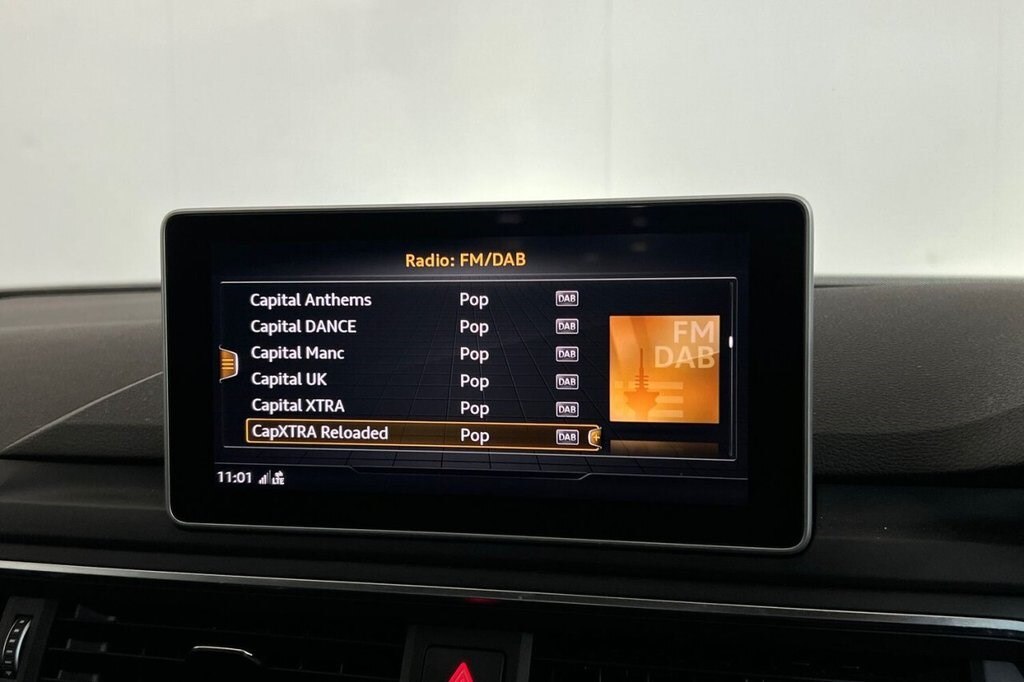 Radio: FM/DAB
Capital Anthems Pop DAB
Capital DANCE Pop DAB
Capital Manc Pop DAB
Capital UK Pop DAB
Capital XTRA Pop DAB
CapXTRA Reloaded Pop DAB
FM
DAB
11:01 LTE